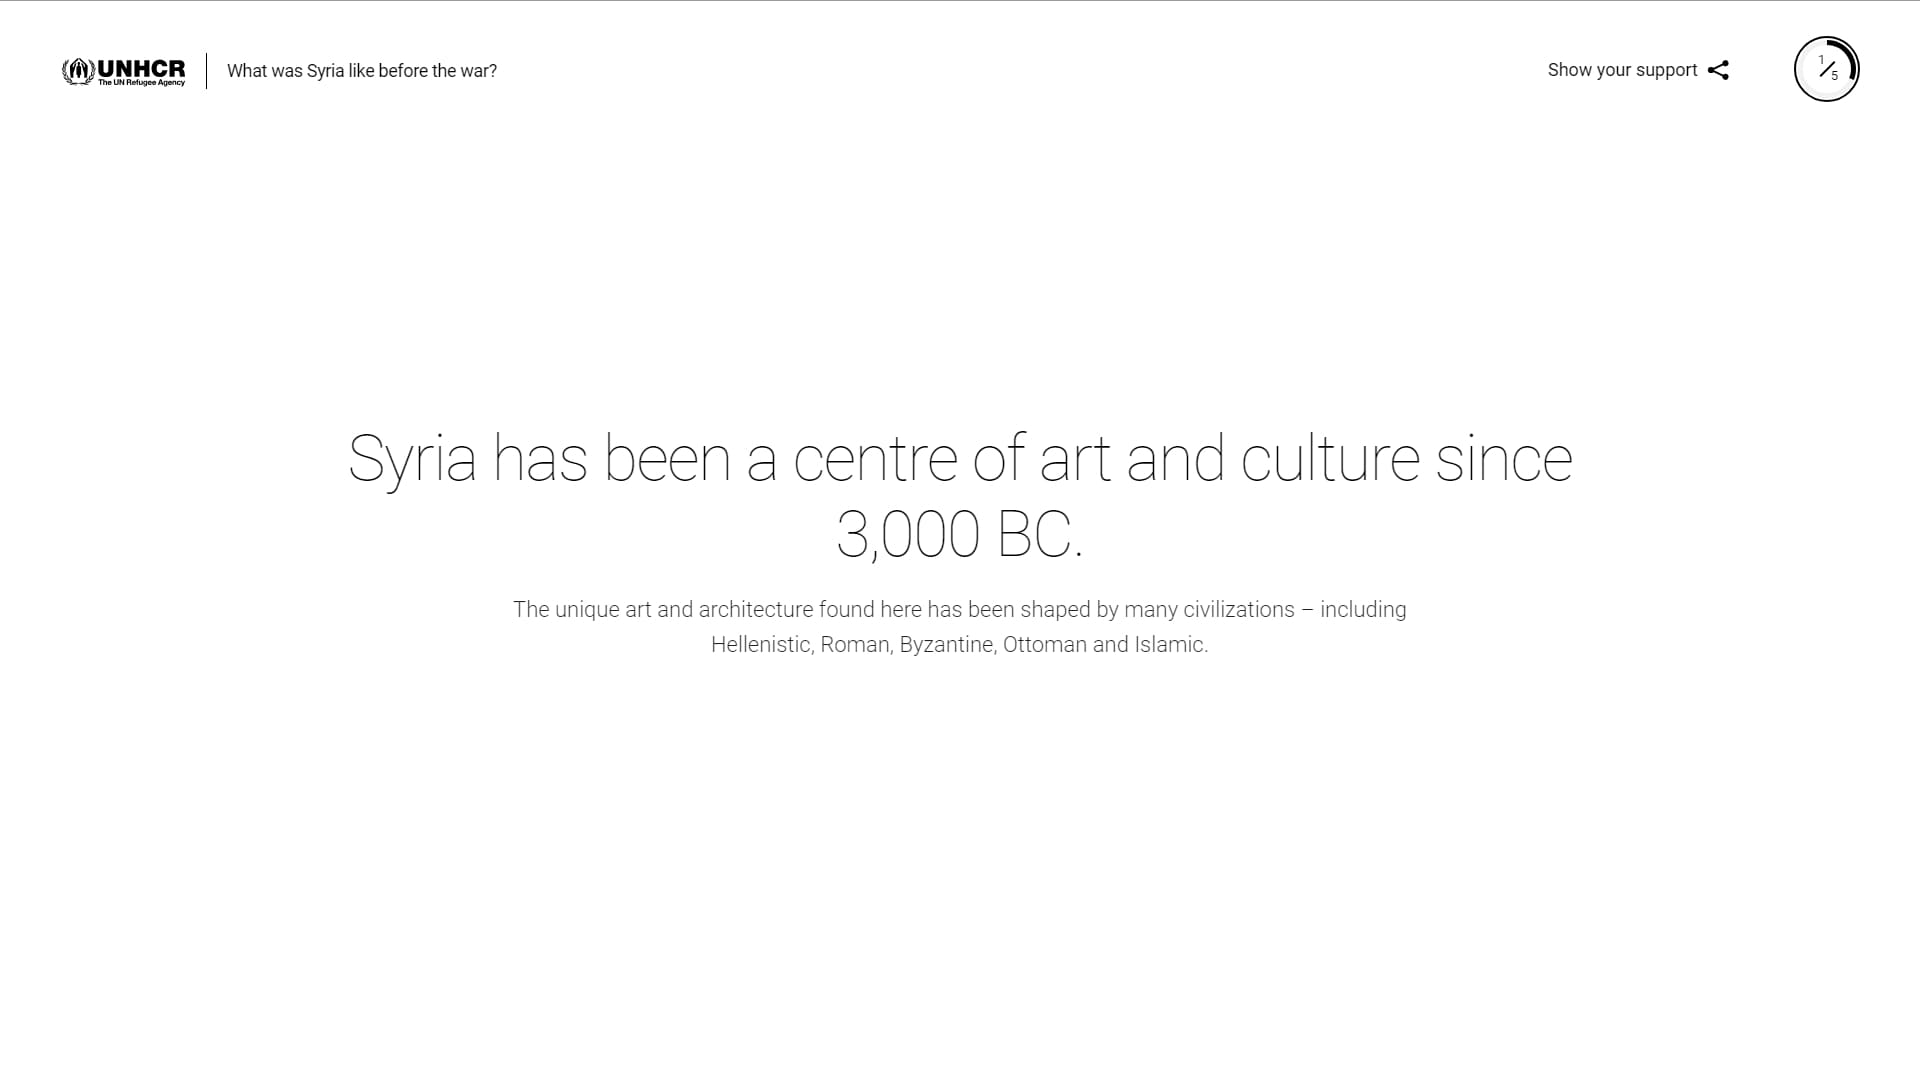 UNHCR
The UN Refugee Agency
What was Syria like before the war?
Show your support
1/5
Syria has been a centre of art and culture since
3,000 BC.
The unique art and architecture found here has been shaped by many civilizations – including
Hellenistic, Roman, Byzantine, Ottoman and Islamic.